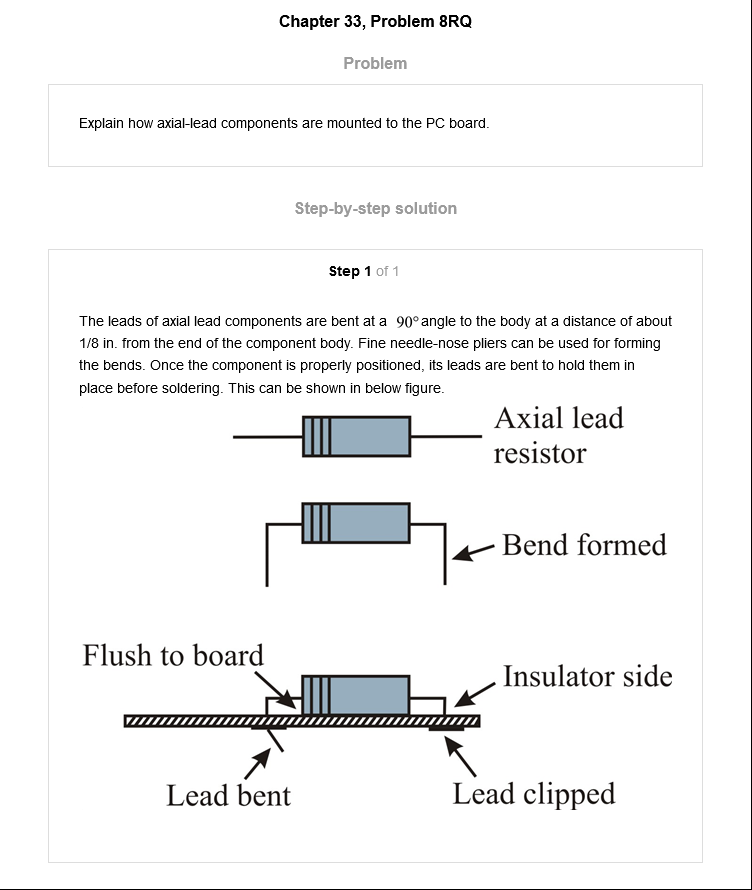 Chapter 33, Problem 8RQ
Problem
Explain how axial-lead components are mounted to the PC board.
Step-by-step solution
Step 1 of 1
The leads of axial lead components are bent at a 90° angle to the body at a distance of about
1/8 in. from the end of the component body. Fine needle-nose pliers can be used for forming
the bends. Once the component is properly positioned, its leads are bent to hold them in
place before soldering. This can be shown in below figure.
Axial lead
resistor
Bend formed
Flush to board
Insulator side
Lead bent
Lead clipped